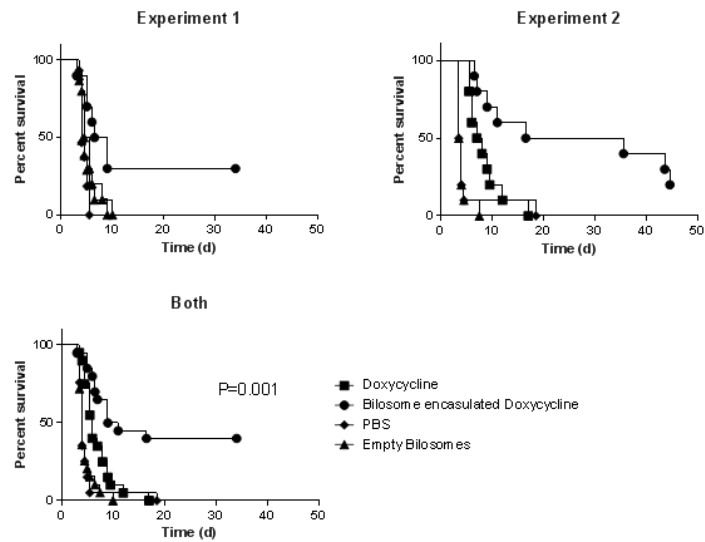 Experiment 1
Experiment 2
Percent survival
100
50
0
0 10 20 30 40 50
Time (d)
Percent survival
100
50
0
0 10 20 30 40 50
Time (d)
Both
Percent survival
100
50
0
0 10 20 30 40 50
Time (d)
P=0.001
Doxycycline
Bilosome encasulated Doxycycline
PBS
Empty Bilosomes